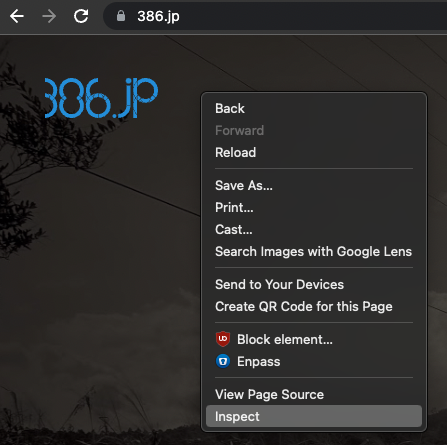 386.jp
386.JP
Back
Forward
Reload
Save As...
Print...
Cast...
Search Images with Google Lens
Send to Your Devices
Create QR Code for this Page
Block element...
Enpass
View Page Source
Inspect